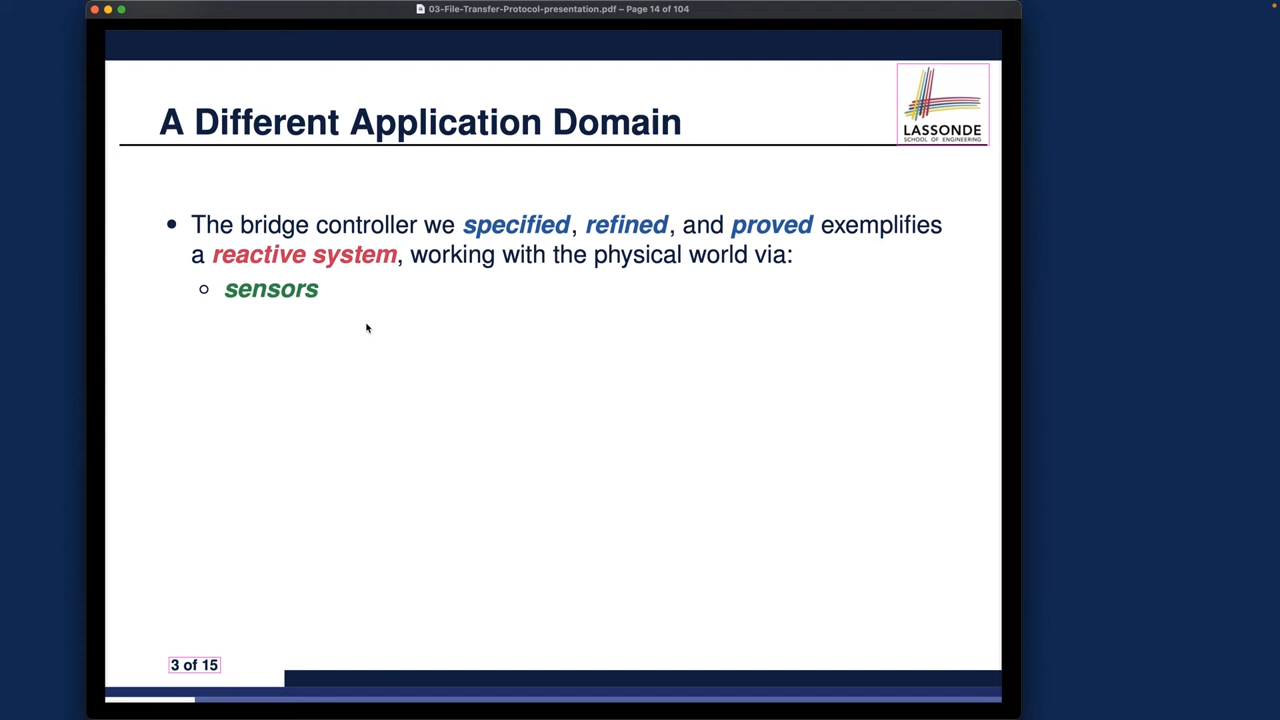 03-File-Transfer-Protocol-presentation.pdf – Page 14 of 104
A Different Application Domain
LASSONDE
SCHOOL OF ENGINEERING
• The bridge controller we specified, refined, and proved exemplifies
a reactive system, working with the physical world via:
○ sensors
3 of 15